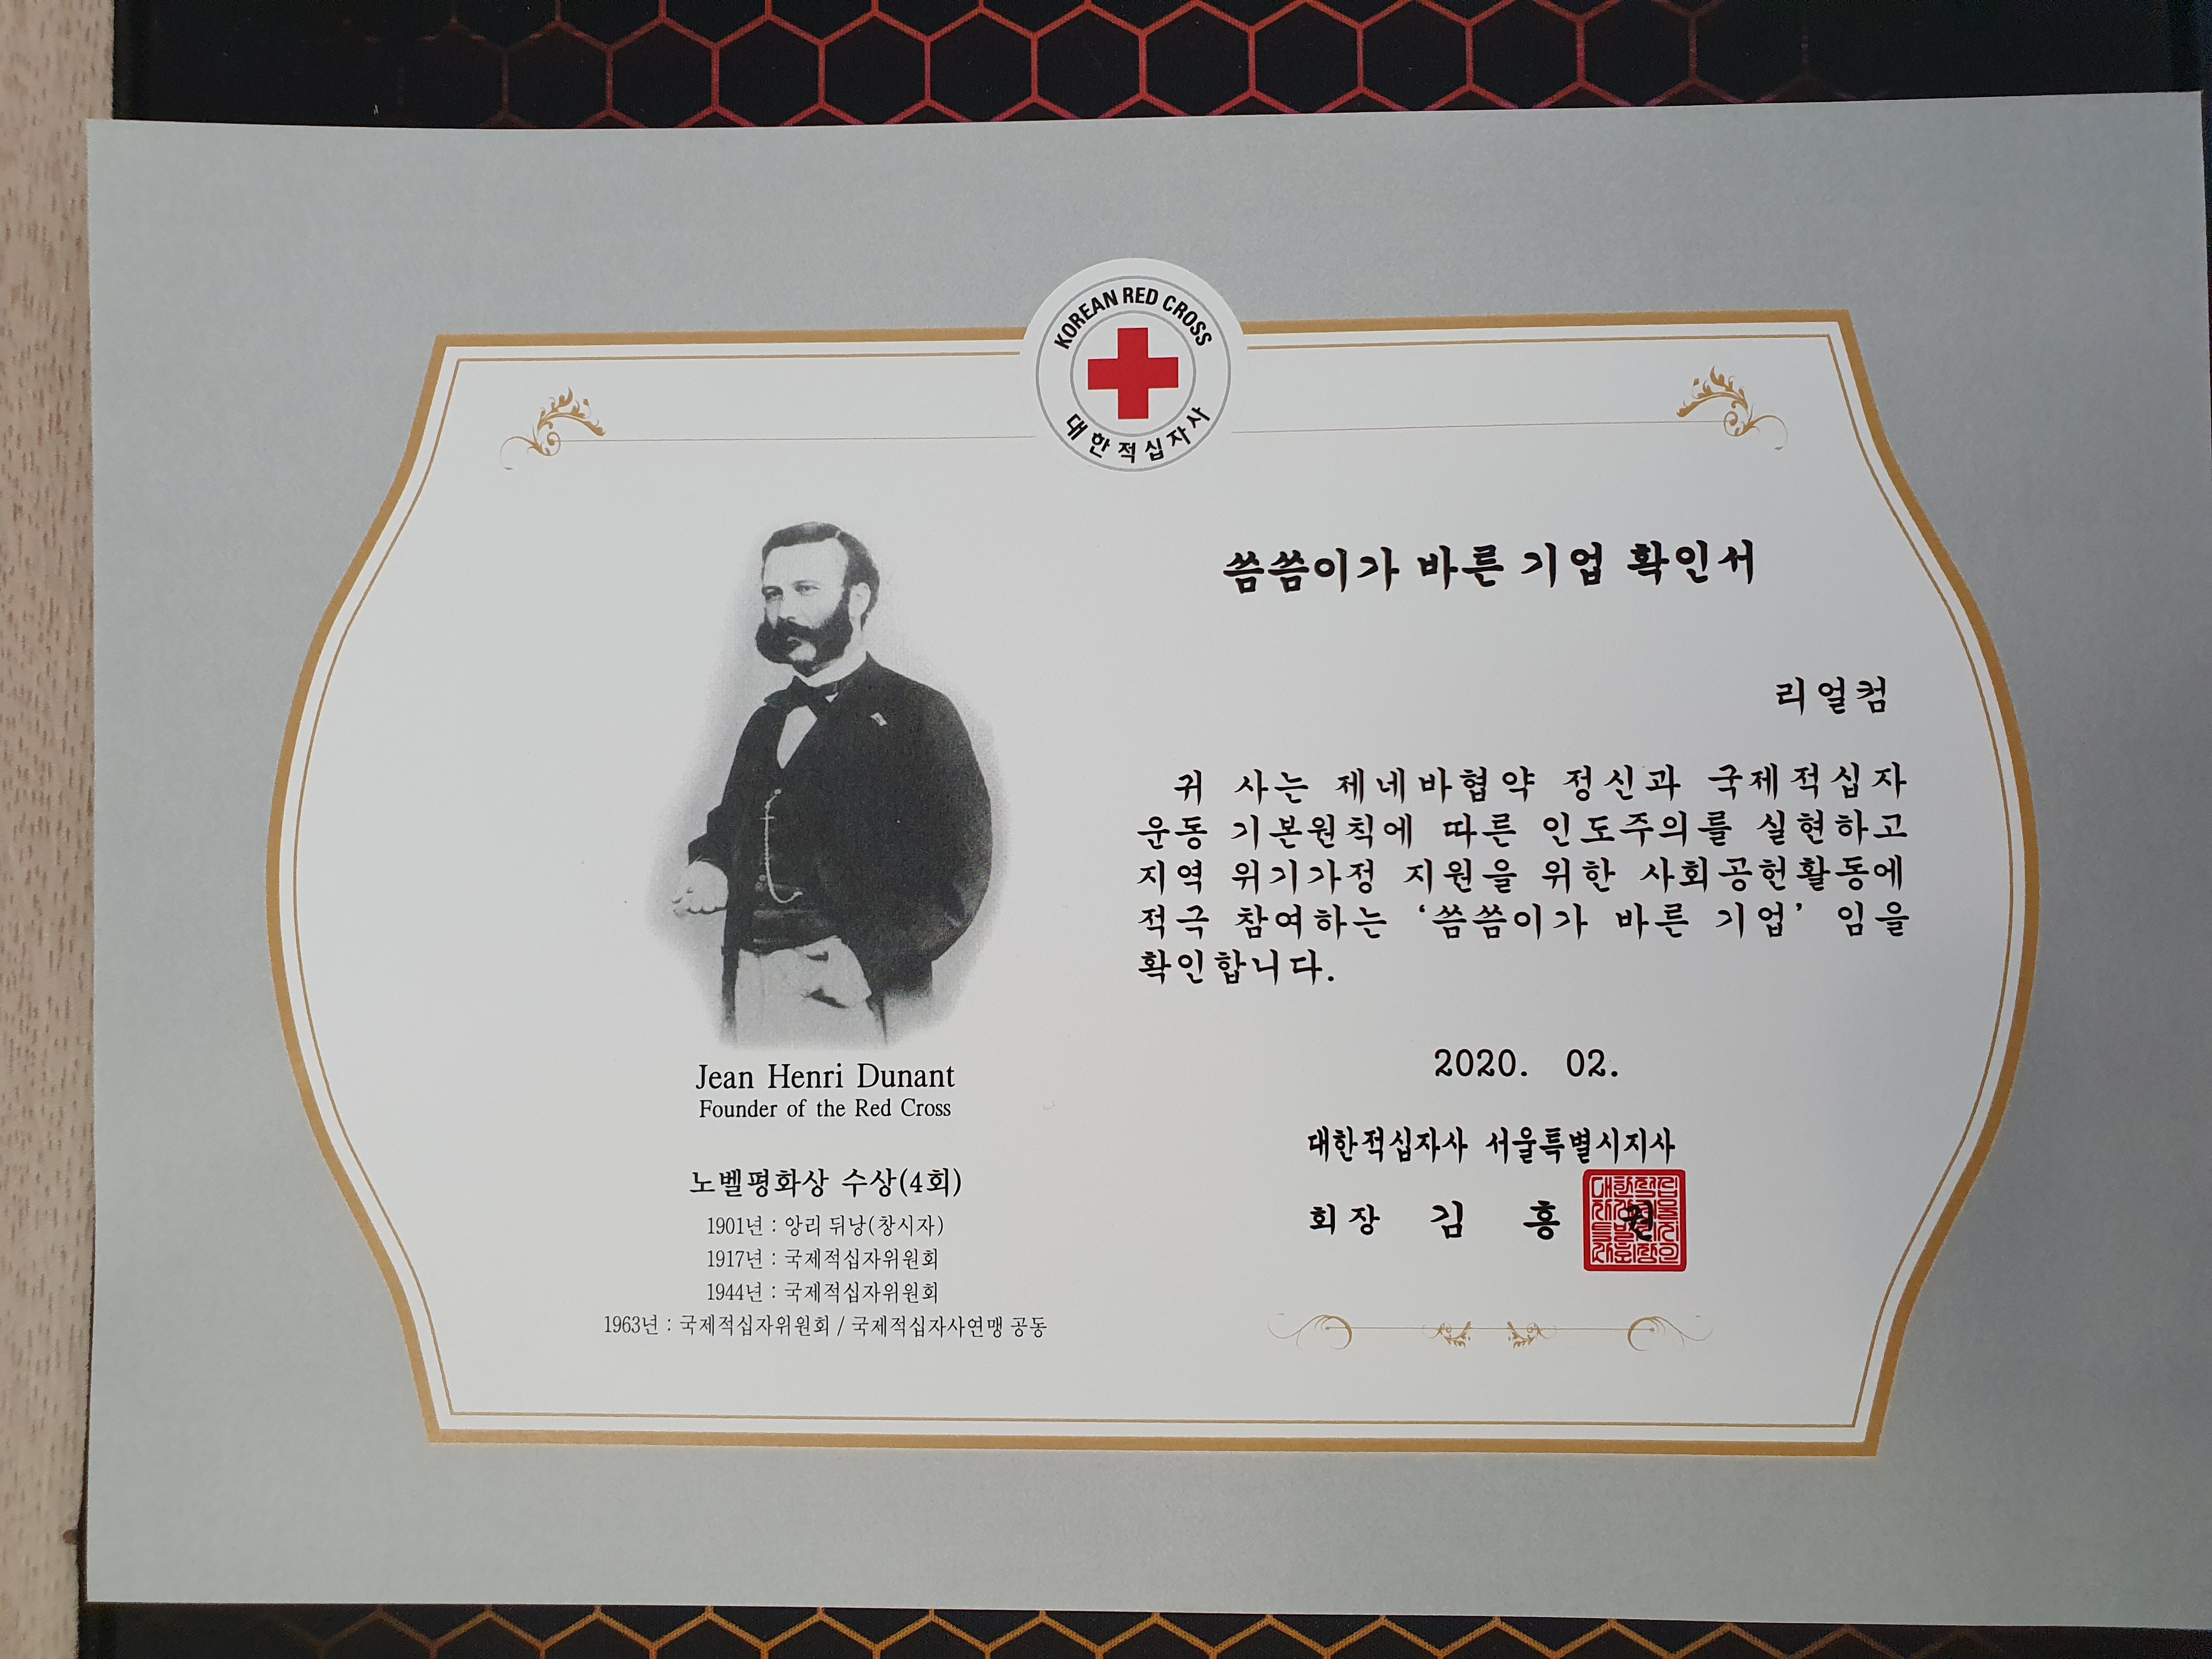 KOREAN RED CROSS
대한적십자사
Jean Henri Dunant
Founder of the Red Cross
노벨평화상 수상(4회)
1901년 : 앙리 뒤낭(창시자)
1917년 : 국제적십자위원회
1944년 : 국제적십자위원회
1963년 : 국제적십자위원회 / 국제적십자사연맹 공동
씀씀이가 바른 기업 확인서
리얼컴
귀 사는 제네바협약 정신과 국제적십자
운동 기본원칙에 따른 인도주의를 실현하고
지역 위기가정 지원을 위한 사회공헌활동에
적극 참여하는 ‘씀씀이가 바른 기업’ 임을
확인합니다.
2020. 02.
대한적십자사 서울특별시지사
회장 김 흥 권